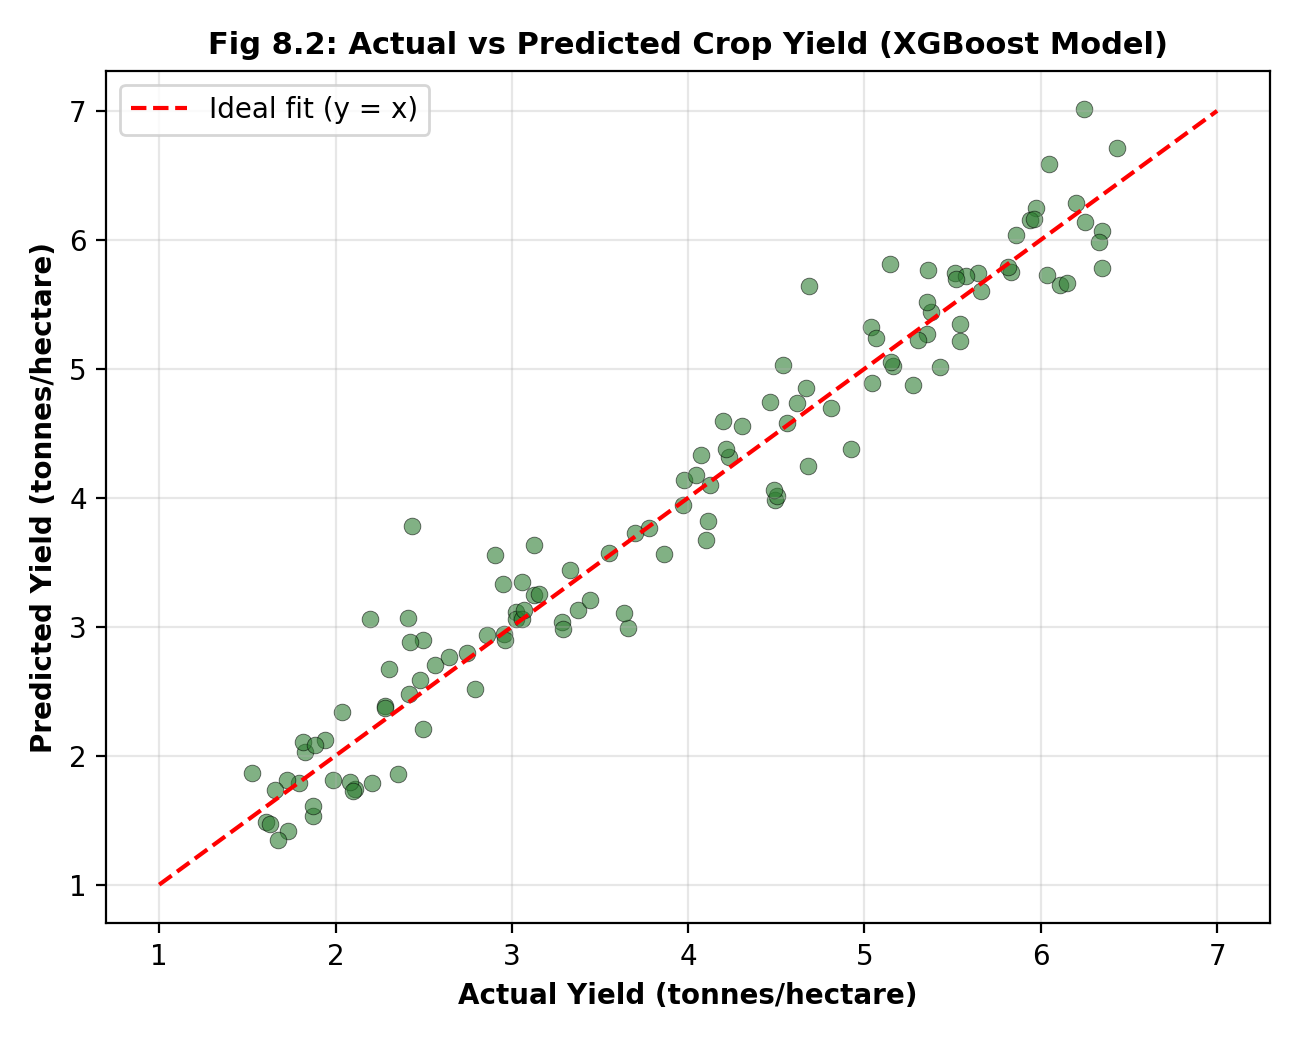 Fig 8.2: Actual vs Predicted Crop Yield (XGBoost Model)
Ideal fit (y = x)
7
6
5
4
3
2
1
Predicted Yield (tonnes/hectare)
1 2 3 4 5 6 7
Actual Yield (tonnes/hectare)